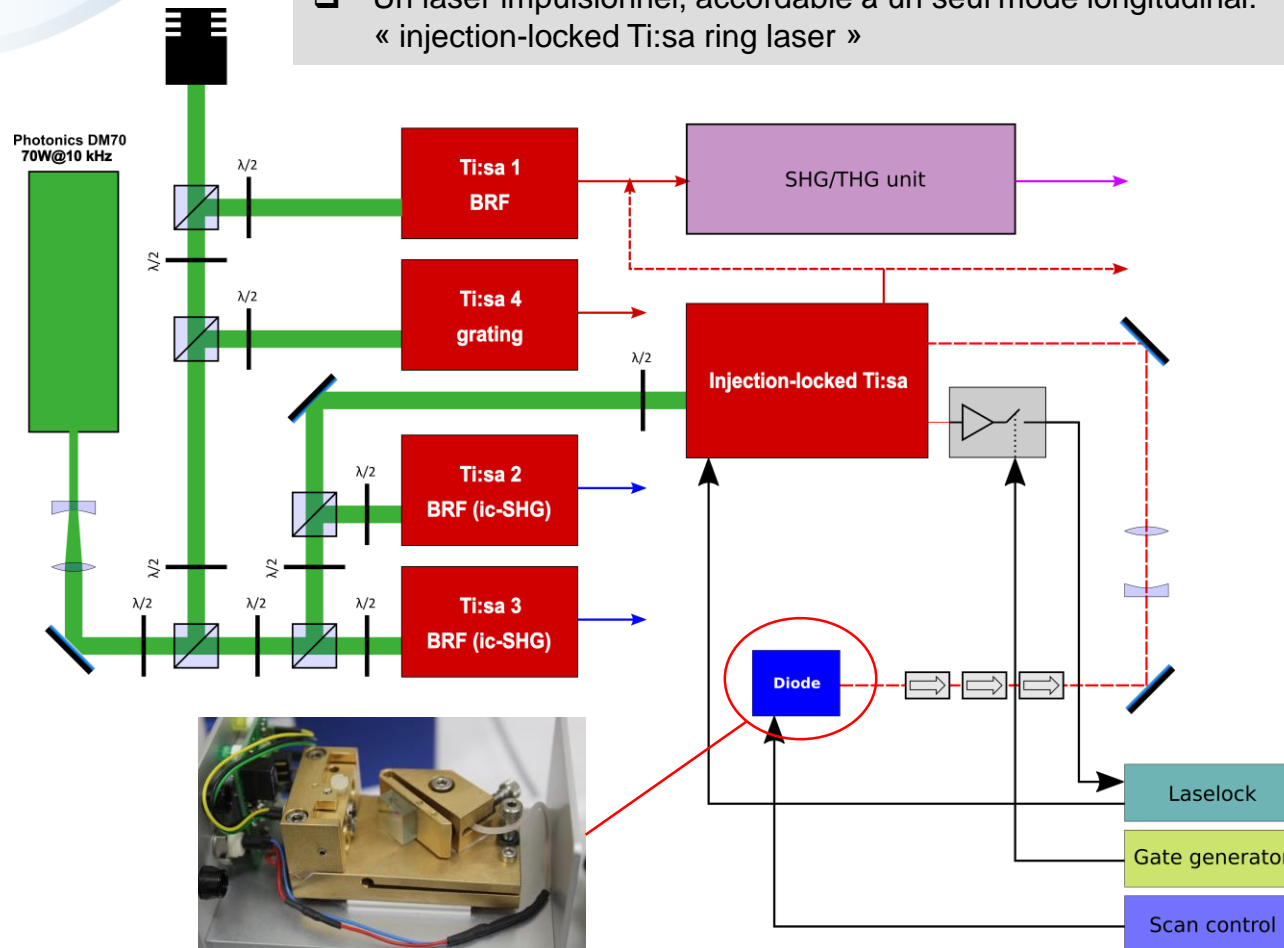 Un laser impulsionnel, accordable à un seul mode longitudinal.
« injection-locked Ti:sa ring laser »
Photonics DM70
70W@10 kHz
λ/2
Ti:sa 1
BRF
SHG/THG unit
λ/2
λ/2
Ti:sa 4
grating
λ/2
Injection-locked Ti:sa
λ/2
Ti:sa 2
BRF (ic-SHG)
λ/2
λ/2
λ/2
λ/2
λ/2
Ti:sa 3
BRF (ic-SHG)
Diode
Laselock
Gate generator
Scan control